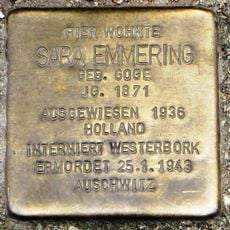 HIER WOHNTE
SARA EMMERING
GEB. GOGE
JG. 1871
AUSGEWIESEN 1936
HOLLAND
INTERNIERT WESTERBORK
ERMORDET 25.1.1943
AUSCHWITZ